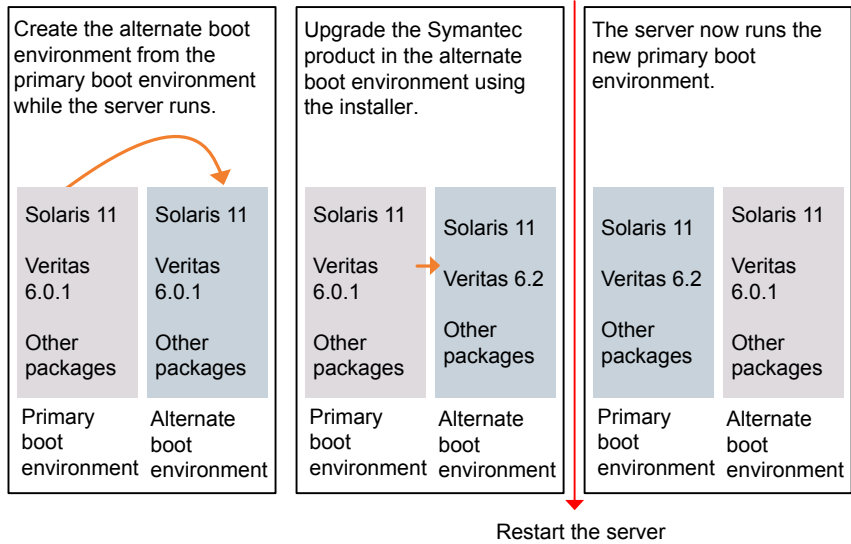 Create the alternate boot
environment from the
primary boot environment
while the server runs.
Solaris 11
Veritas
6.0.1
Other
packages
Primary
boot
environment
Solaris 11
Veritas
6.0.1
Other
packages
Alternate
boot
environment
Upgrade the Symantec
product in the alternate
boot environment using
the installer.
Solaris 11
Veritas
6.0.1
Other
packages
Primary
boot
environment
Solaris 11
Veritas 6.2
Other
packages
Alternate
boot
environment
The server now runs the
new primary boot
environment.
Solaris 11
Veritas 6.2
Other
packages
Primary
boot
environment
Solaris 11
Veritas
6.0.1
Other
packages
Alternate
boot
environment
Restart the server